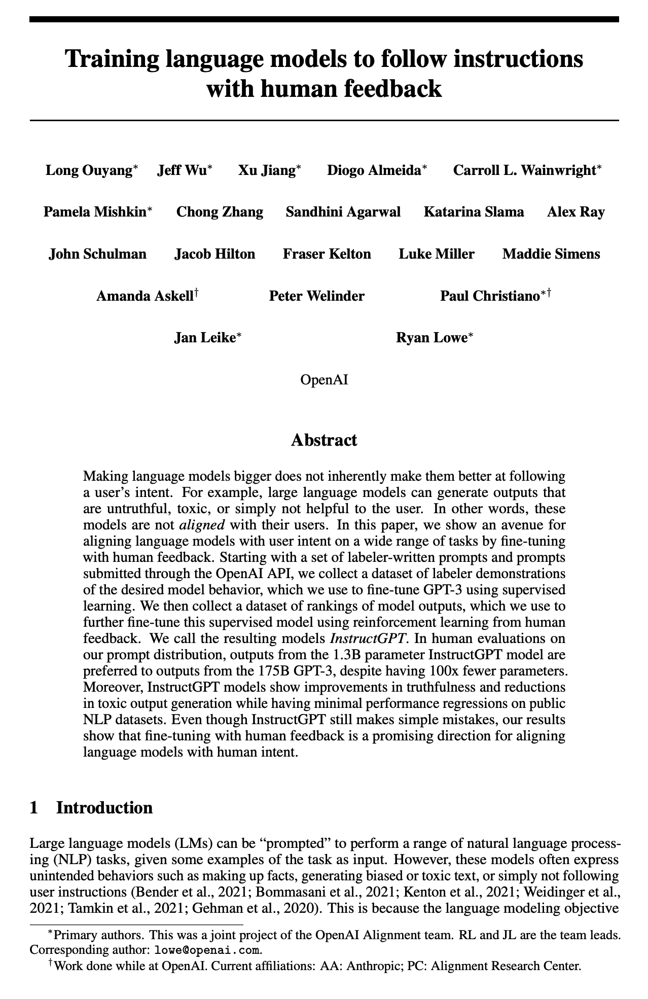 Training language models to follow instructions
with human feedback
Long Ouyang* Jeff Wu* Xu Jiang* Diogo Almeida* Carroll L. Wainwright*
Pamela Mishkin* Chong Zhang Sandhini Agarwal Katarina Slama Alex Ray
John Schulman Jacob Hilton Fraser Kelton Luke Miller Maddie Simens
Amanda Askell† Peter Welinder Paul Christiano*†
Jan Leike* Ryan Lowe*
OpenAI
Abstract
Making language models bigger does not inherently make them better at following
a user’s intent. For example, large language models can generate outputs that
are untruthful, toxic, or simply not helpful to the user. In other words, these
models are not aligned with their users. In this paper, we show an avenue for
aligning language models with user intent on a wide range of tasks by fine-tuning
with human feedback. Starting with a set of labeler-written prompts and prompts
submitted through the OpenAI API, we collect a dataset of labeler demonstrations
of the desired model behavior, which we use to fine-tune GPT-3 using supervised
learning. We then collect a dataset of rankings of model outputs, which we use to
further fine-tune this supervised model using reinforcement learning from human
feedback. We call the resulting models InstructGPT. In human evaluations on
our prompt distribution, outputs from the 1.3B parameter InstructGPT model are
preferred to outputs from the 175B GPT-3, despite having 100x fewer parameters.
Moreover, InstructGPT models show improvements in truthfulness and reductions
in toxic output generation while having minimal performance regressions on public
NLP datasets. Even though InstructGPT still makes simple mistakes, our results
show that fine-tuning with human feedback is a promising direction for aligning
language models with human intent.
1 Introduction
Large language models (LMs) can be “prompted” to perform a range of natural language process-
ing (NLP) tasks, given some examples of the task as input. However, these models often express
unintended behaviors such as making up facts, generating biased or toxic text, or simply not following
user instructions (Bender et al., 2021; Bommasani et al., 2021; Kenton et al., 2021; Weidinger et al.,
2021; Tamkin et al., 2021; Gehman et al., 2020). This is because the language modeling objective
*Primary authors. This was a joint project of the OpenAI Alignment team. RL and JL are the team leads.
Corresponding author: lowe@openai.com.
†Work done while at OpenAI. Current affiliations: AA: Anthropic; PC: Alignment Research Center.